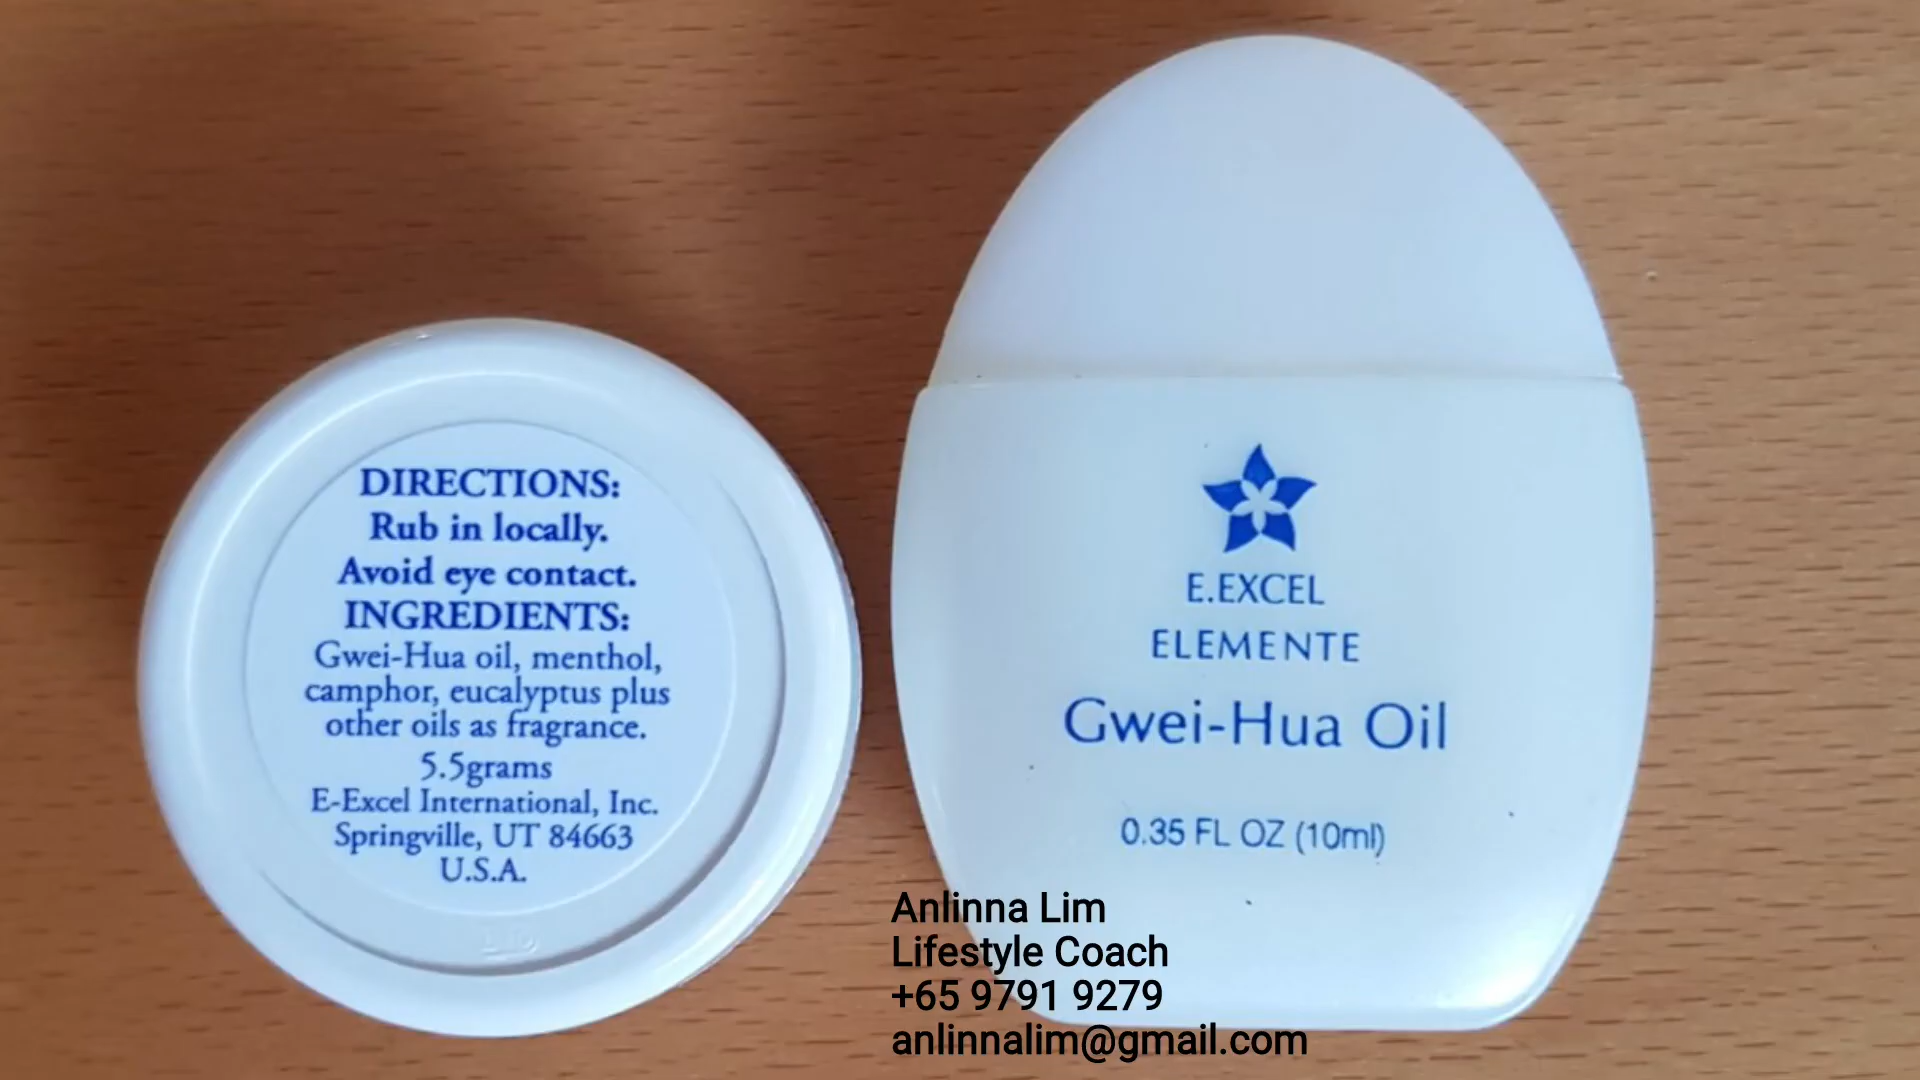 DIRECTIONS:
Rub in locally.
Avoid eye contact.
INGREDIENTS:
Gwei-Hua oil, menthol,
camphor, eucalyptus plus
other oils as fragrance.
5.5grams
E-Excel International, Inc.
Springville, UT 84663
U.S.A.
E.EXCEL
ELEMENTE
Gwei-Hua Oil
0.35 FL OZ (10ml)
Anlinna Lim
Lifestyle Coach
+65 9791 9279
anlinnalim@gmail.com